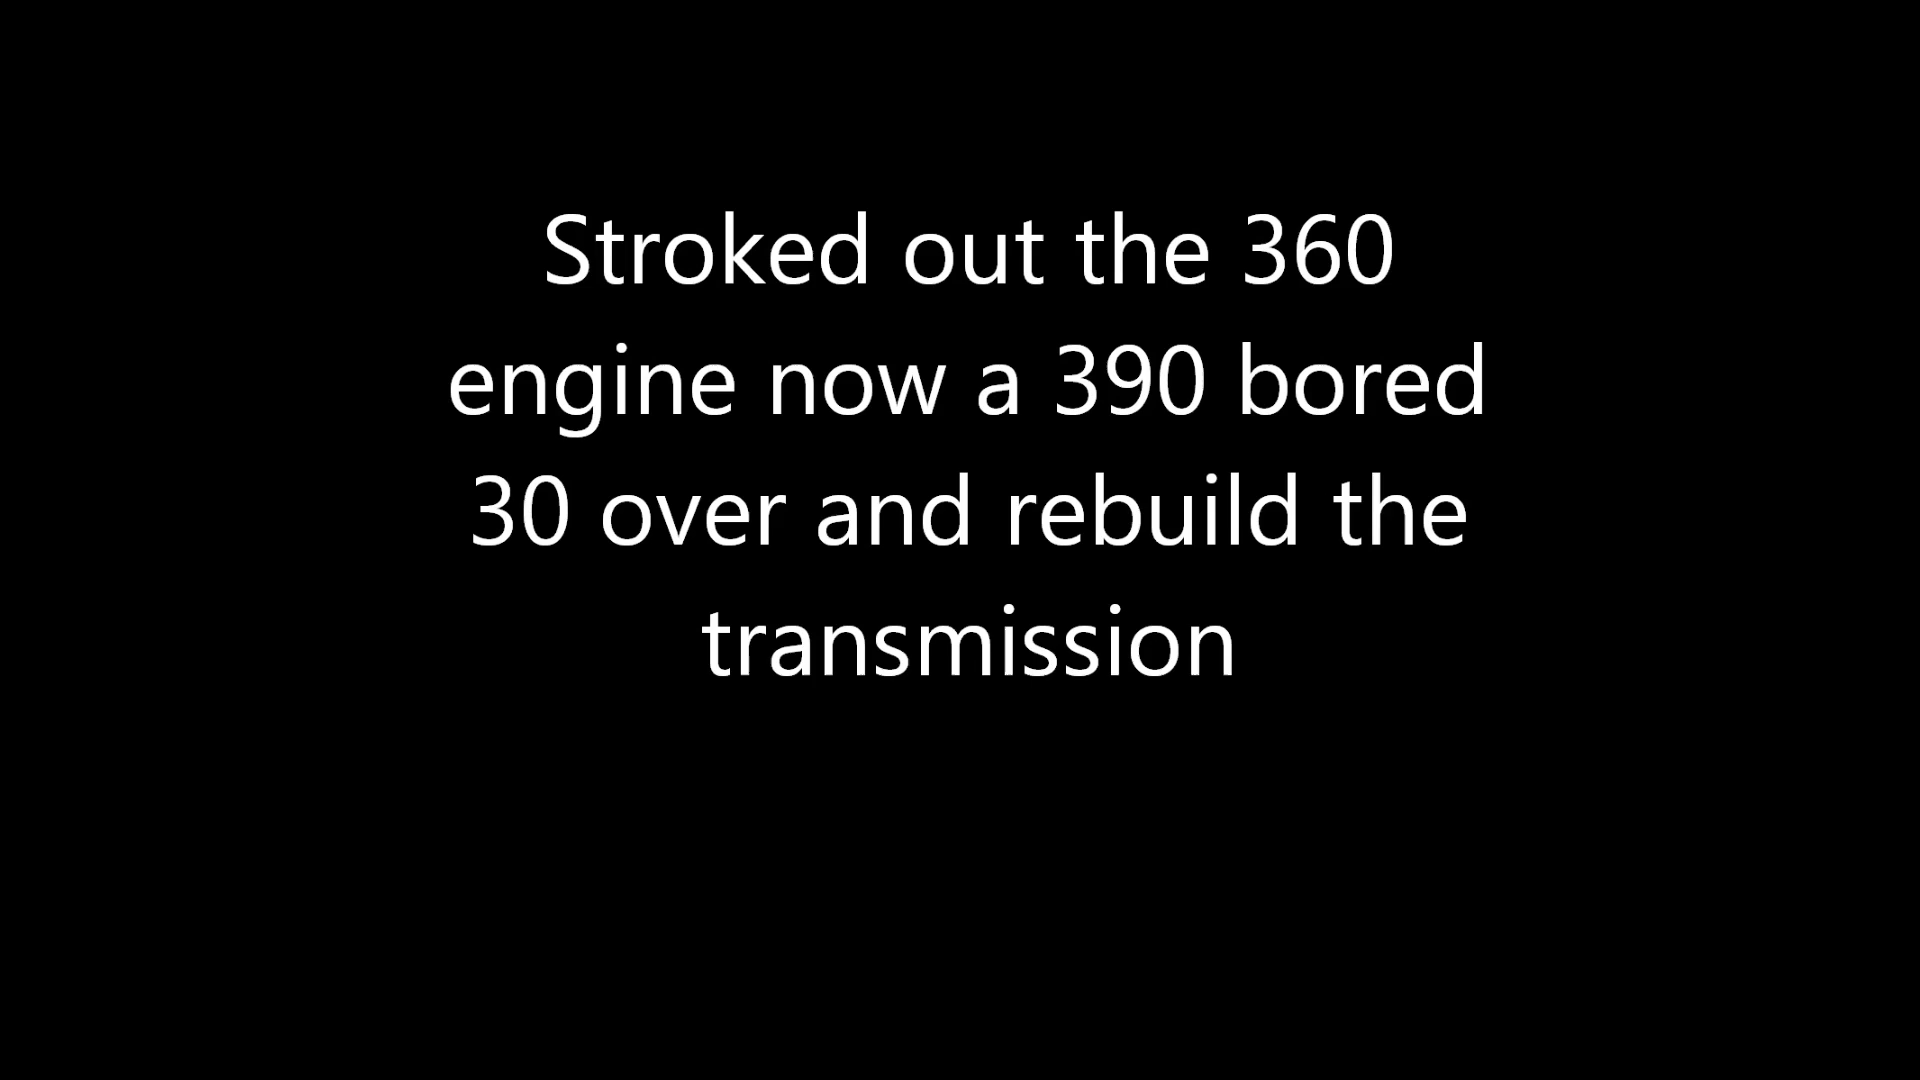 Stroked out the 360
engine now a 390 bored
30 over and rebuild the
transmission